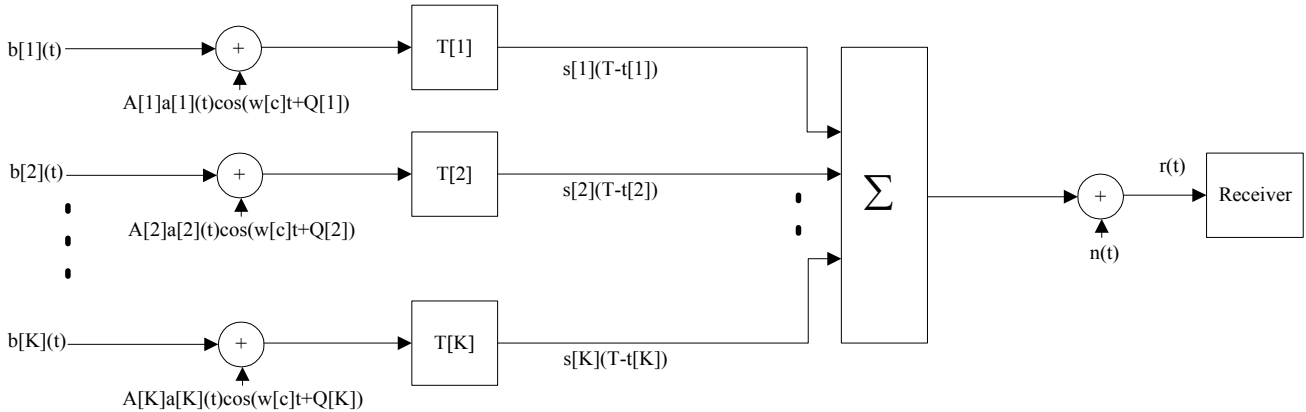 b[1](t)
+
T[1]
s[1](T-t[1])
A[1]a[1](t)cos(w[c]t+Q[1])
b[2](t)
+
T[2]
s[2](T-t[2])
A[2]a[2](t)cos(w[c]t+Q[2])
Σ
+
r(t)
Receiver
n(t)
b[K](t)
+
T[K]
s[K](T-t[K])
A[K]a[K](t)cos(w[c]t+Q[K])